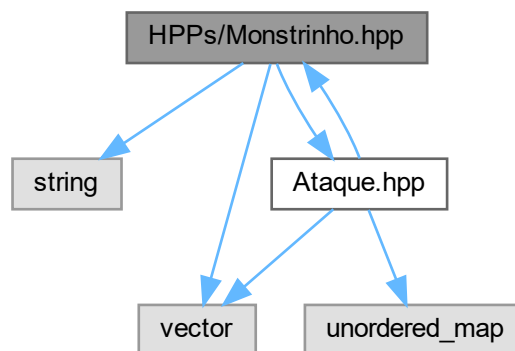 HPPs/Monstrinho.hpp
string
Ataque.hpp
vector
unordered_map